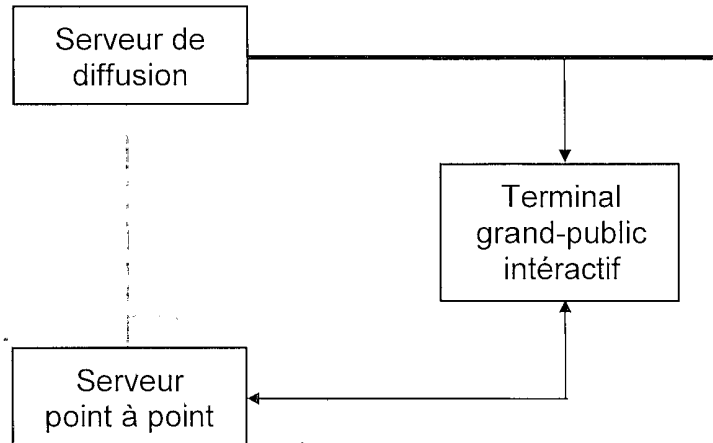 Serveur de
diffusion
Terminal
grand-public
intéractif
Serveur
point à point